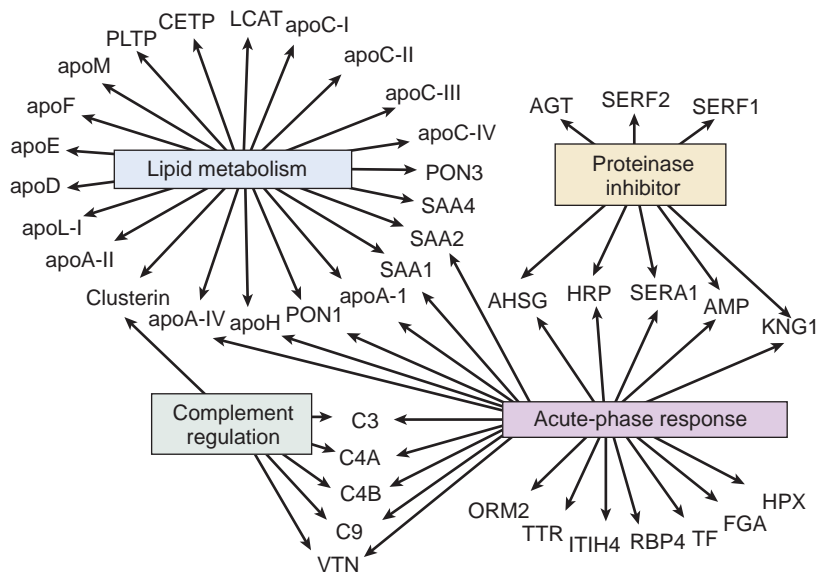 LCAT
CETP
apoC-I
PLTP
apoC-II
apoM
apoC-III
apoF
apoC-IV
apoE
Lipid metabolism
PON3
apoD
SAA4
apoL-I
SAA2
apoA-II
SAA1
Clusterin
apoA-IV
apoH
PON1
apoA-1
AGT
SERF2
SERF1
Proteinase
inhibitor
AHSG
HRP
SERA1
AMP
KNG1
Complement
regulation
C3
C4A
C4B
C9
VTN
Acute-phase response
ORM2
TTR
ITIH4
RBP4
TF
FGA
HPX